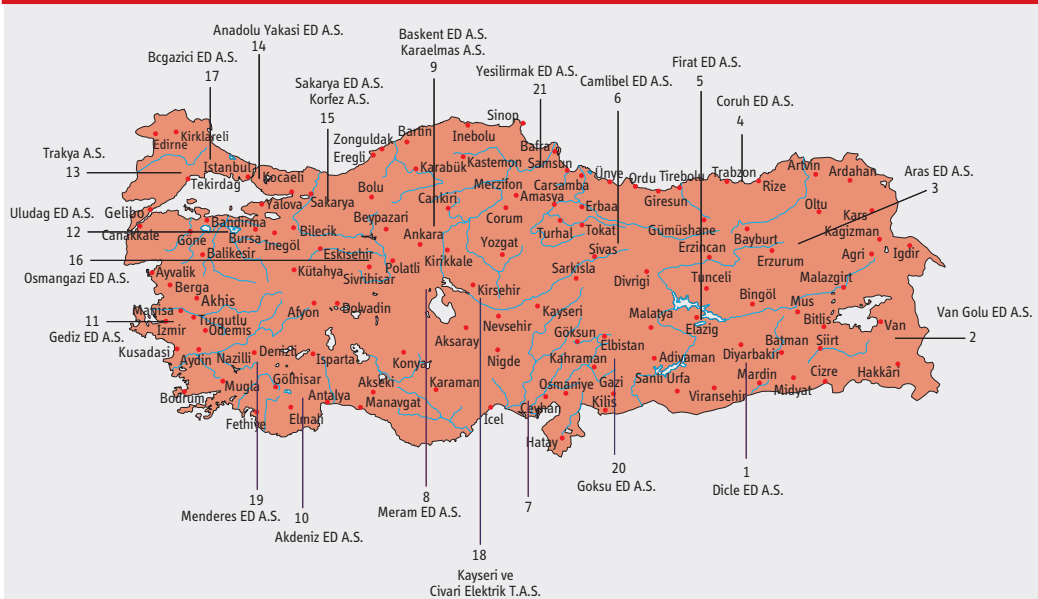 Anadolu Yakasi ED A.S.
14
Bcgazici ED A.S.
17
Sakarya ED A.S.
Korfez A.S.
15
Baskent ED A.S.
Karaelmas A.S.
9
Yesilirmak ED A.S.
21
Camlibel ED A.S.
6
Firat ED A.S.
5
Coruh ED A.S.
4
Aras ED A.S.
3
Trakya A.S.
13
Uludag ED A.S.
12
16
Osmangazi ED A.S.
11
Gediz ED A.S.
Van Golu ED A.S.
2
Edirne
Kirklareli
Istanbul
Tekirdag
Kocaeli
Yalova
Sakarya
Zonguldak
Eregli
Bartin
Karabük
Inebolu
Kastemon
Sinop
Bafra
Samsun
Carsamba
Ünye
Ordu
Giresun
Tirebolu
Trabzon
Rize
Artvin
Ardahan
Oltu
Kars
Kagizman
Igdir
Agri
Bolu
Cankiri
Merzifon
Amasya
Corum
Erbaa
Tokat
Turhal
Sivas
Gümüshane
Bayburt
Erzincan
Erzurum
Malazgirt
Gelibo
Canakkale
Bandirma
Göne
Bursa
Inegöl
Bilecik
Balikesir
Beypazari
Ankara
Eskisehir
Sivrihisar
Polatli
Kirikkale
Yozgat
Kirsehir
Sarkisla
Divrigi
Tunceli
Bingöl
Mus
Bitlis
Van
Ayvalik
Berga
Akhis
Manisa
Izmir
Turgutlu
Ödemis
Kütahya
Afyon
Bolvadin
Aksaray
Nevsehir
Kayseri
Göksun
Elbistan
Malatya
Elazig
Kusadasi
Aydin
Nazilli
Denizli
Isparta
Konya
Nigde
Kahraman
Adiyaman
Diyarbakir
Batman
Siirt
Mardin
Midyat
Cizre
Hakkâri
Bodrum
Mugla
Gölhisar
Fethiye
Elmali
Antalya
Akseki
Manavgat
Karaman
Icel
Ceyhan
Osmaniye
Gazi
Kilis
Hatay
Santi Urfa
Viransehir
19
Menderes ED A.S.
10
Akdeniz ED A.S.
8
Meram ED A.S.
18
Kayseri ve
Civari Elektrik T.A.S.
7
20
Goksu ED A.S.
1
Dicle ED A.S.